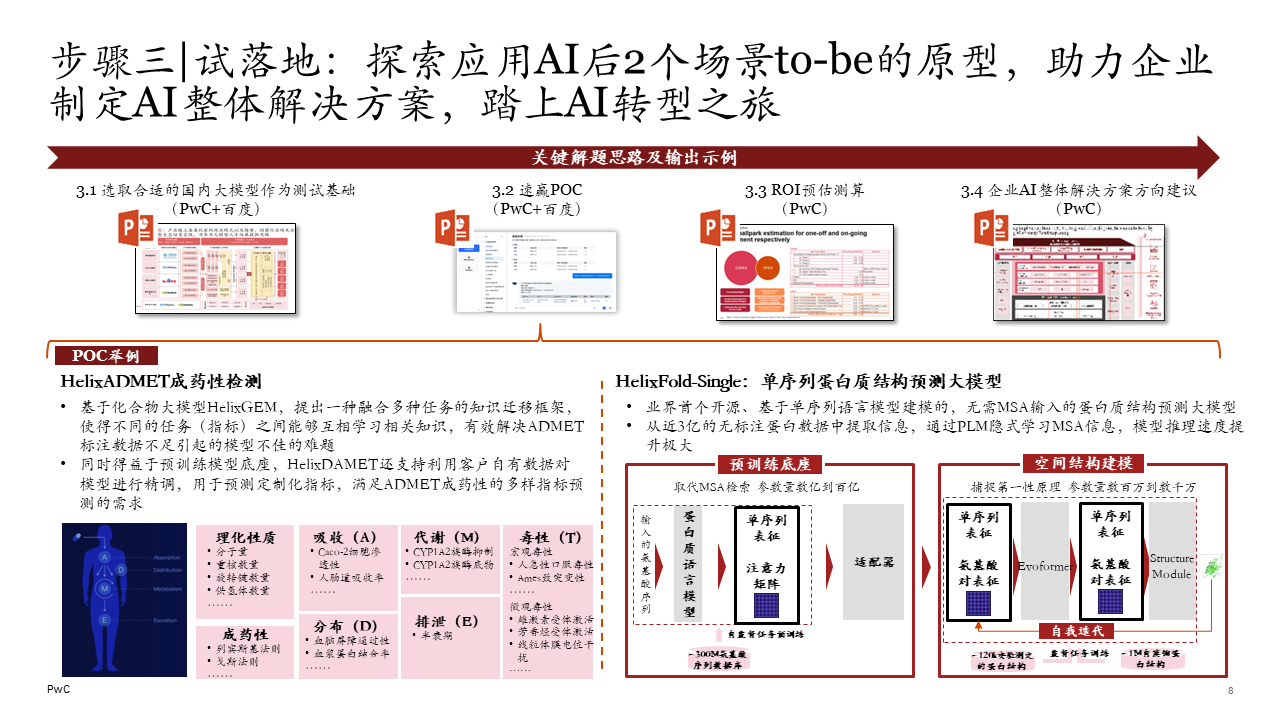 步骤三|试落地：探索应用AI后2个场景to-be的原型，助力企业
制定AI整体解决方案，踏上AI转型之旅
关键解题思路及输出示例
3.1 选取合适的国内大模型作为测试基础
（PwC+百度）
3.2 速赢POC
（PwC+百度）
3.3 ROI预估测算
（PwC）
3.4 企业AI整体解决方案方向建议
（PwC）
allpark estimation for one-off and on-going
nent respectively
CAPEX
OPEX
POC举例
HelixADMET成药性检测
• 基于化合物大模型HelixGEM，提出一种融合多种任务的知识迁移框架，
使得不同的任务（指标）之间能够互相学习相关知识，有效解决ADMET
标注数据不足引起的模型不佳的难题
• 同时得益于预训练模型底座，HelixDAMET还支持利用客户自有数据对
模型进行精调，用于预测定制化指标，满足ADMET成药性的多样指标预
测的需求
Absorption
Distribution
Metabolism
Excretion
A
D
M
E
理化性质
• 分子量
• 重核数量
• 旋转键数量
• 供氢体数量
……
成药性
• 列宾斯基法则
• 戈斯法则
……
吸收（A）
• Caco-2细胞渗
透性
• 人肠道吸收率
分布（D）
• 血脑屏障通过性
• 血浆蛋白结合率
……
代谢（M）
• CYP1A2酶抑制
• CYP1A2酶底物
……
排泄（E）
• 半衰期
毒性（T）
宏观毒性
• 人急性口服毒性
• Ames致突变性
……
微观毒性
• 雄激素受体激活
• 芳香烃受体激活
• 线粒体膜电位干
扰
……
HelixFold-Single：单序列蛋白质结构预测大模型
• 业界首个开源、基于单序列语言模型建模的，无需MSA输入的蛋白质结构预测大模型
• 从近3亿的无标注蛋白数据中提取信息，通过PLM隐式学习MSA信息，模型推理速度提
升极大
预训练底座
取代MSA检索 参数量数亿到百亿
输入的氨基酸序列
蛋白质语言模型
单序列
表征
注意力
矩阵
适配器
自监督任务预训练
~300M氨基酸
序列数据库
空间结构建模
捕捉第一性原理 参数量数百万到数千万
单序列
表征
氨基酸
对表征
Evoformer
单序列
表征
氨基酸
对表征
Structure
Module
自我迭代
~120k实验测定
的蛋白结构
监督任务训练
~1M自蒸馏蛋
白结构
PwC
8